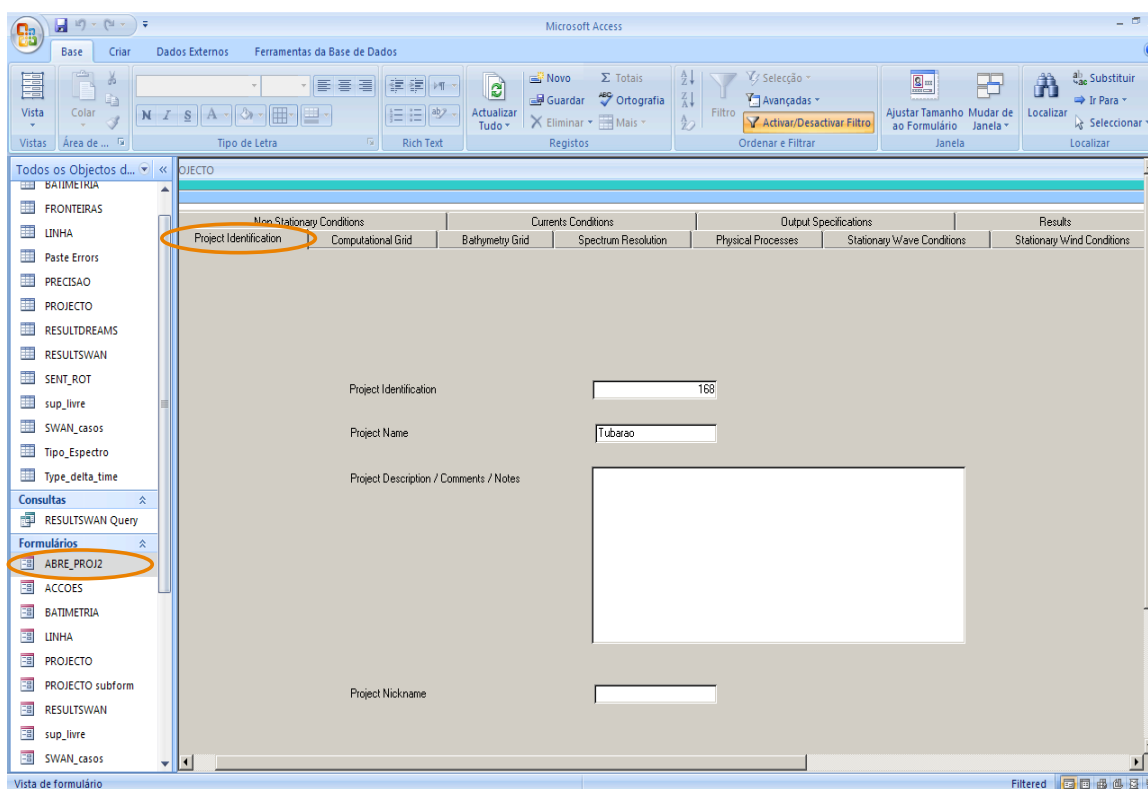 Microsoft Access
Base Criar Dados Externos Ferramentas da Base de Dados
Vista
Vistas
Colar
Área de ...
N I S A
Tipo de Letra
Rich Text
Actualizar Tudo
Novo
Guardar
Eliminar
Σ Totais
Ortografia
Mais
Registos
Filtro
Selecção
Avançadas
Activar/Desactivar Filtro
Ordenar e Filtrar
Ajustar Tamanho ao Formulário
Mudar de Janela
Janela
Localizar
Substituir
Ir Para
Seleccionar
Localizar
Todos os Objectos d...
BATIMETRIA
FRONTEIRAS
LINHA
Paste Errors
PRECISAO
PROJECTO
RESULTDREAMS
RESULTSWAN
SENT_ROT
sup_livre
SWAN_casos
Tipo_Espectro
Type_delta_time
Consultas
RESULTSWAN Query
Formulários
ABRE_PROJ2
ACCOES
BATIMETRIA
LINHA
PROJECTO
PROJECTO subform
RESULTSWAN
sup_livre
SWAN_casos
OJECTO
Non Stationary Conditions Currents Conditions Output Specifications Results
Project Identification Computational Grid Bathymetry Grid Spectrum Resolution Physical Processes Stationary Wave Conditions Stationary Wind Conditions
Project Identification 168
Project Name Tubarao
Project Description / Comments / Notes
Project Nickname
Vista de formulário Filtered